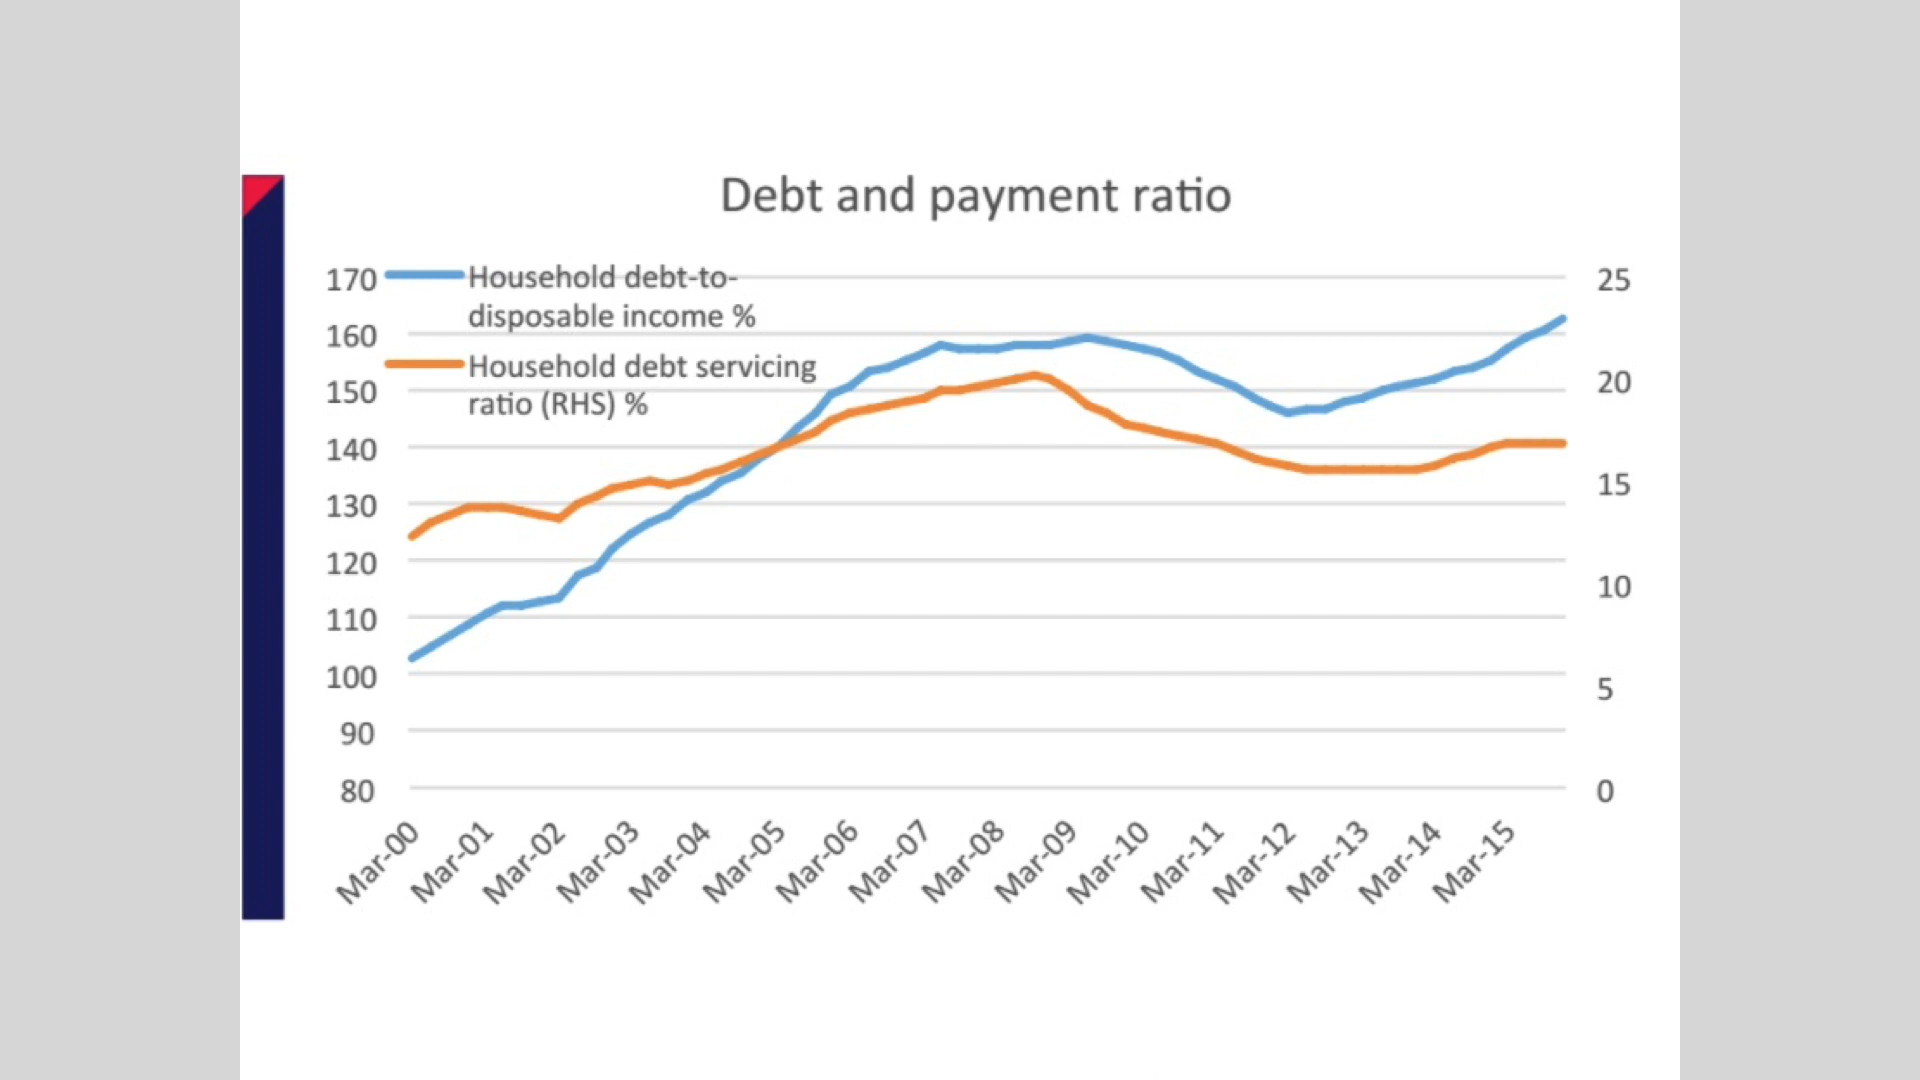 Debt and payment ratio
Household debt-to-
disposable income %
Household debt servicing
ratio (RHS) %
170
160
150
140
130
120
110
100
90
80
25
20
15
10
5
0
Mar-00
Mar-01
Mar-02
Mar-03
Mar-04
Mar-05
Mar-06
Mar-07
Mar-08
Mar-09
Mar-10
Mar-11
Mar-12
Mar-13
Mar-14
Mar-15